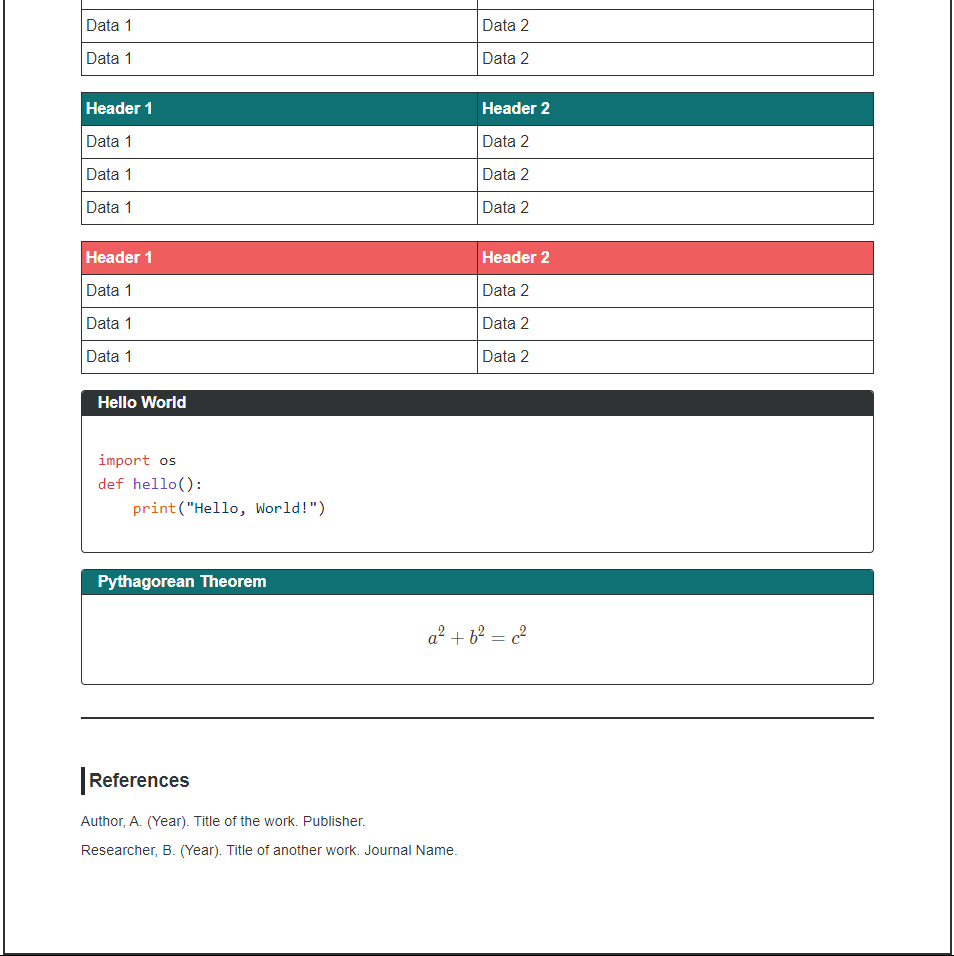 Data 1 Data 2
Data 1 Data 2
Header 1 Header 2
Data 1 Data 2
Data 1 Data 2
Data 1 Data 2
Header 1 Header 2
Data 1 Data 2
Data 1 Data 2
Data 1 Data 2
Hello World
import os
def hello():
    print("Hello, World!")
Pythagorean Theorem
a² + b² = c²
References
Author, A. (Year). Title of the work. Publisher.
Researcher, B. (Year). Title of another work. Journal Name.